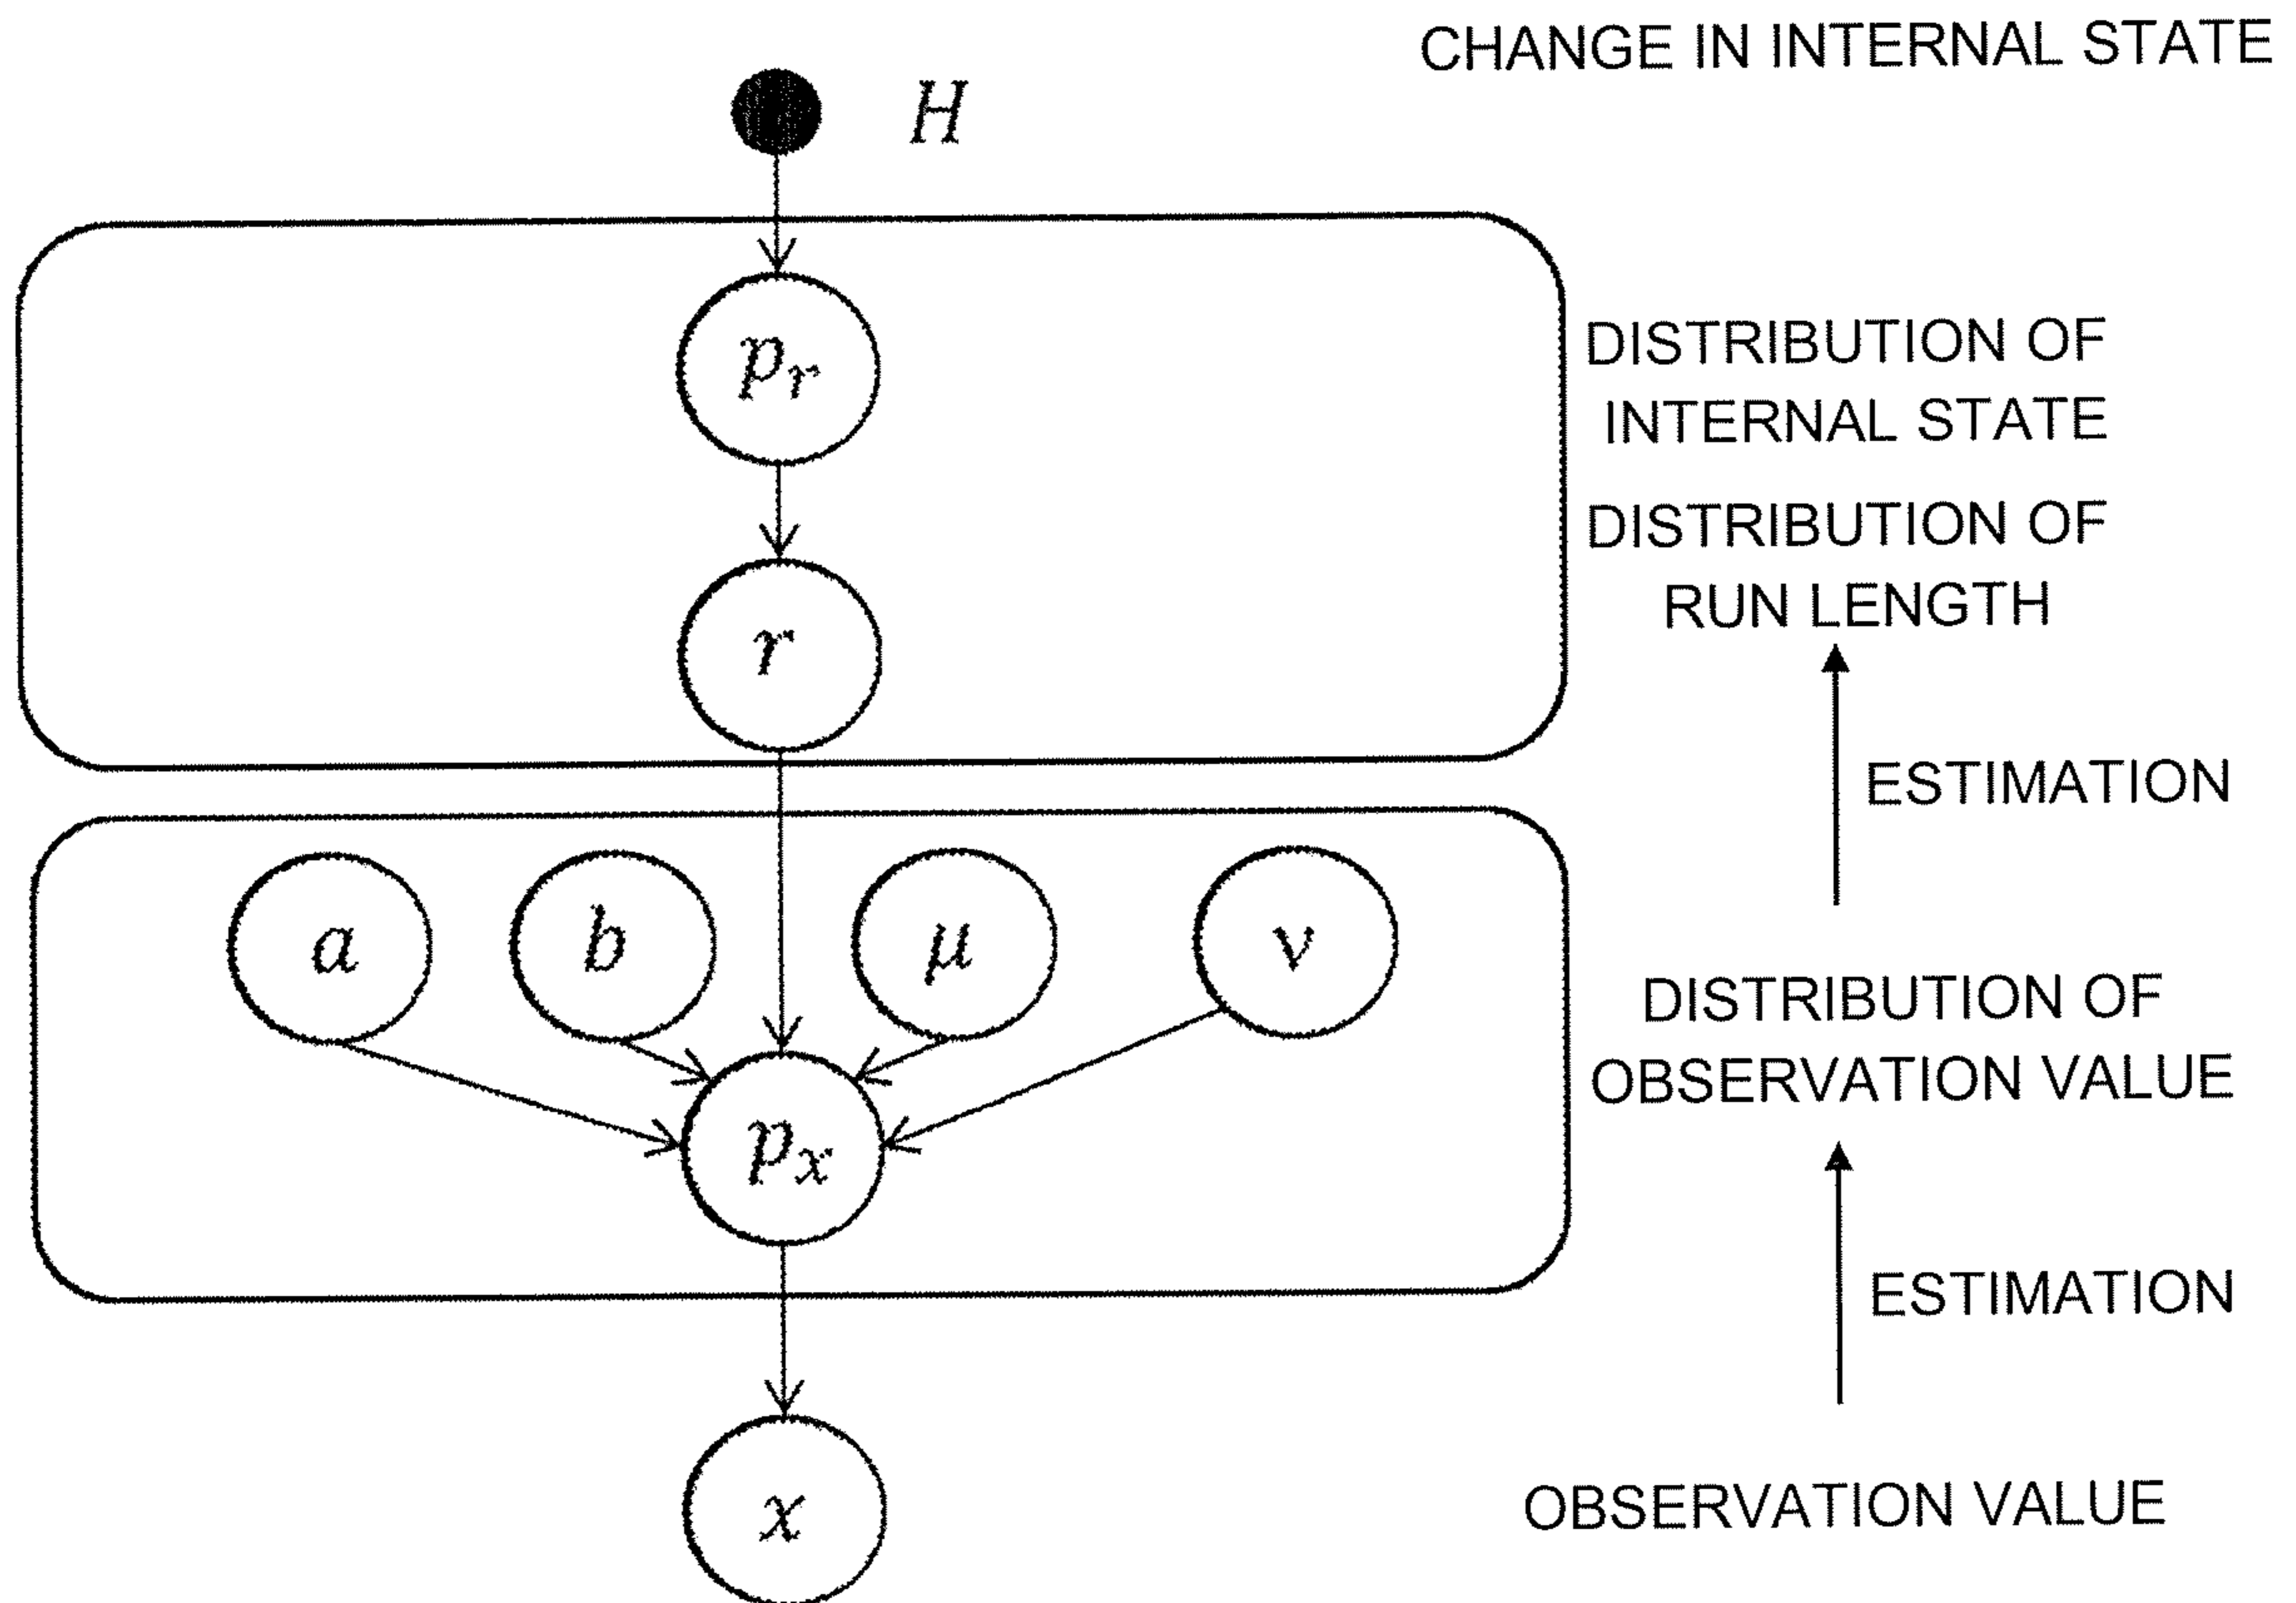 CHANGE IN INTERNAL STATE
H
p_r
DISTRIBUTION OF
INTERNAL STATE
DISTRIBUTION OF
RUN LENGTH
r
ESTIMATION
a b μ ν
DISTRIBUTION OF
OBSERVATION VALUE
p_x
ESTIMATION
x
OBSERVATION VALUE